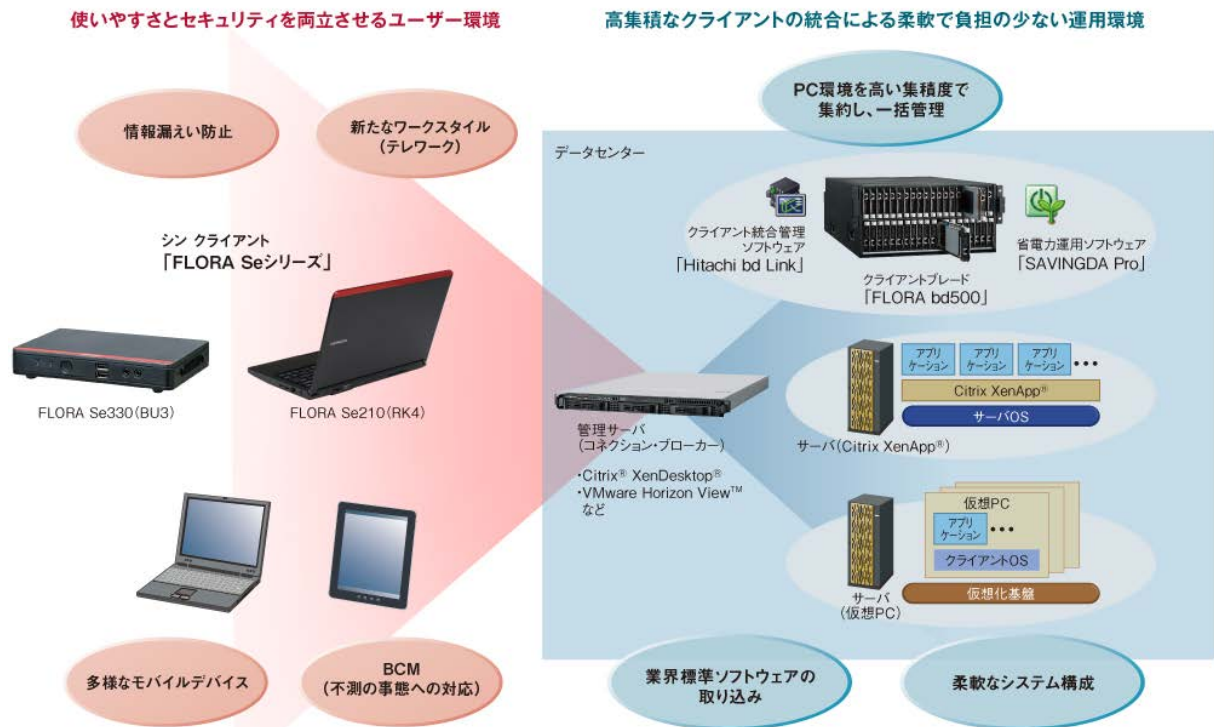 使いやすさとセキュリティを両立させるユーザー環境
高集積なクライアントの統合による柔軟で負担の少ない運用環境
情報漏えい防止
新たなワークスタイル
(テレワーク)
PC環境を高い集積度で
集約し、一括管理
データセンター
シン クライアント
「FLORA Seシリーズ」
クライアント統合管理
ソフトウェア
「Hitachi bd Link」
クライアントブレード
「FLORA bd500」
省電力運用ソフトウェア
「SAVINGDA Pro」
FLORA Se330(BU3)
FLORA Se210(RK4)
管理サーバ
(コネクション・ブローカー)
・Citrix® XenDesktop®
・VMware Horizon View™
など
アプリ
ケーション
アプリ
ケーション
アプリ
ケーション
•••
Citrix XenApp®
サーバOS
サーバ(Citrix XenApp®)
仮想PC
アプリ
ケーション
•••
クライアントOS
仮想化基盤
サーバ
(仮想PC)
多様なモバイルデバイス
BCM
(不測の事態への対応)
業界標準ソフトウェアの
取り込み
柔軟なシステム構成